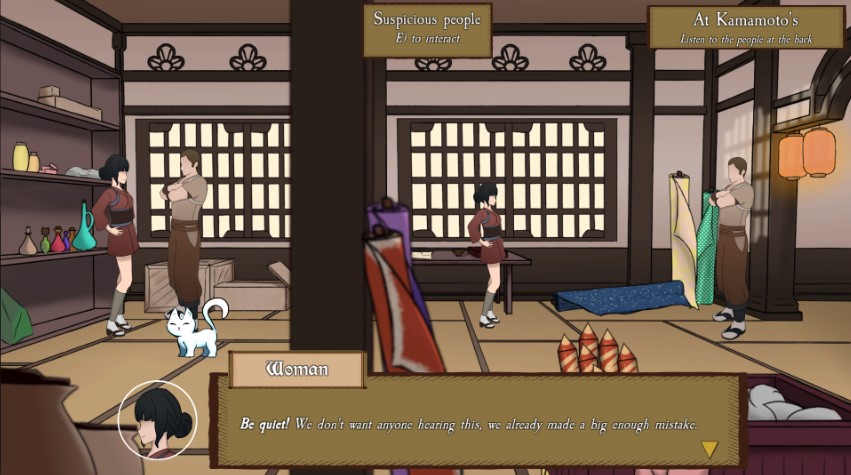 Suspicious people
E) to interact
At Kamamoto's
Listen to the people at the back
Woman
Be quiet! We don't want anyone hearing this, we already made a big enough mistake.